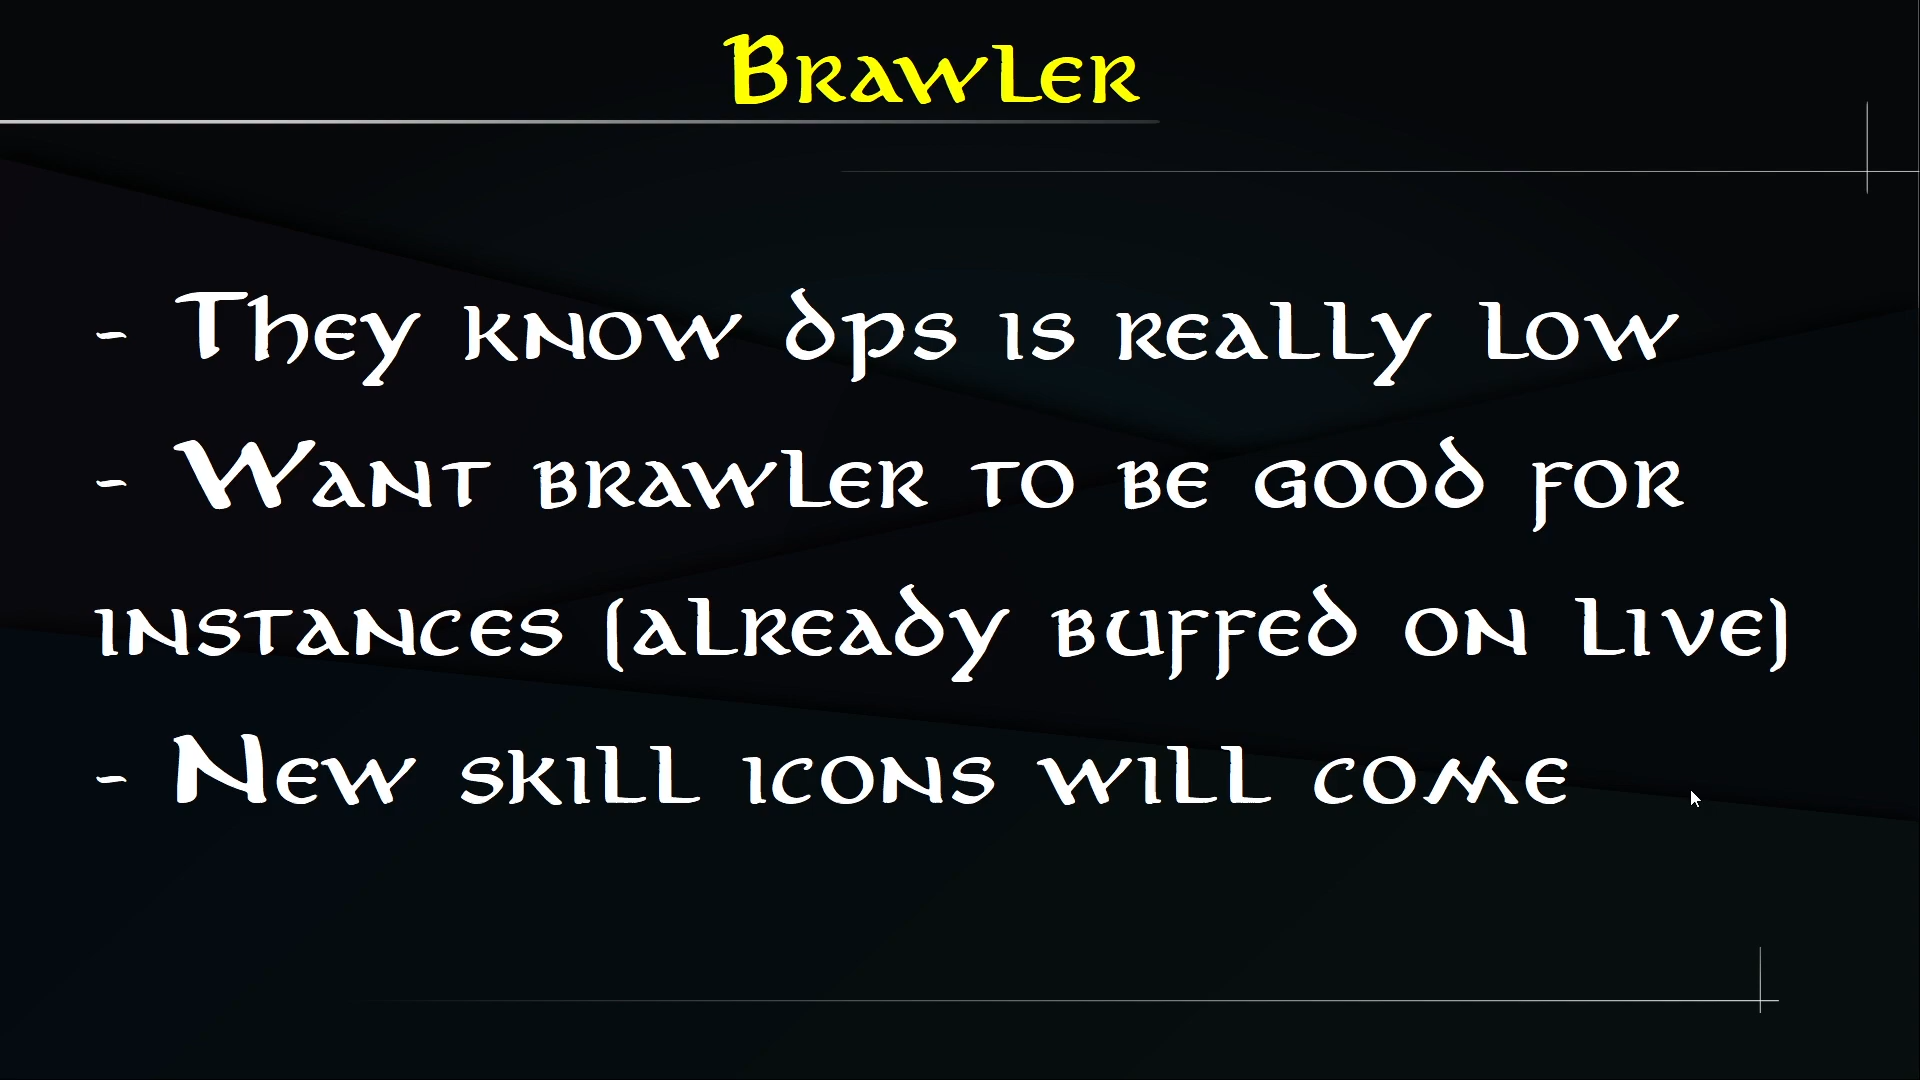 Brawler
- They know dps is really low
- Want brawler to be good for
instances (already buffed on live)
- New skill icons will come